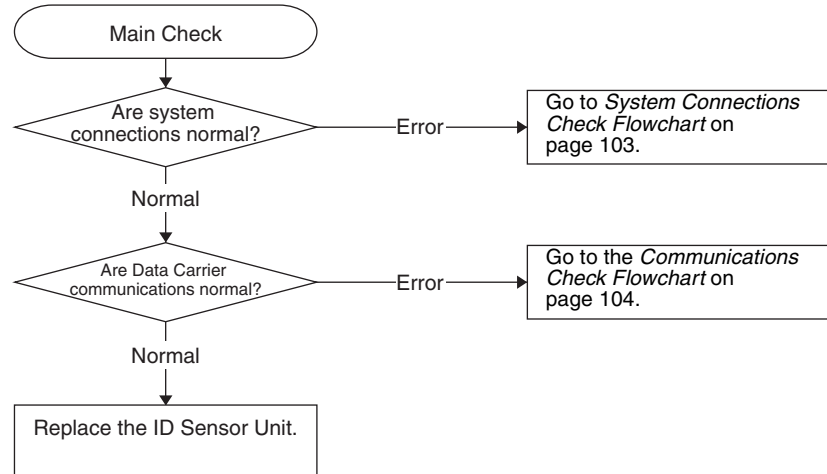 Main Check
Are system
connections normal?
Error
Go to System Connections
Check Flowchart on
page 103.
Normal
Are Data Carrier
communications normal?
Error
Go to the Communications
Check Flowchart on
page 104.
Normal
Replace the ID Sensor Unit.